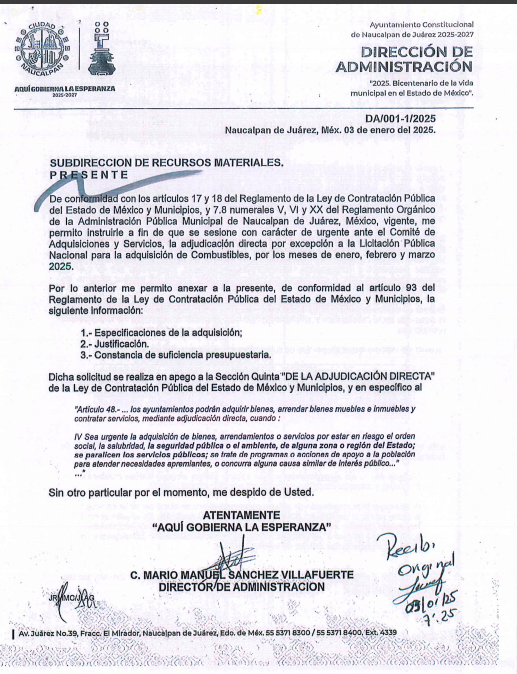 CIUDAD
NAUCALPAN
AQUÍ GOBIERNA LA ESPERANZA
2025-2027
Ayuntamiento Constitucional
de Naucalpan de Juárez 2025-2027
DIRECCIÓN DE
ADMINISTRACIÓN
"2025. Bicentenario de la vida
municipal en el Estado de México".
DA/001-1/2025
Naucalpan de Juárez, Méx. 03 de enero del 2025.
SUBDIRECCION DE RECURSOS MATERIALES.
P R E S E N T E
De conformidad con los artículos 17 y 18 del Reglamento de la Ley de Contratación Pública
del Estado de México y Municipios, y 7.8 numerales V, VI y XX del Reglamento Orgánico
de la Administración Pública Municipal de Naucalpan de Juárez, México, vigente, me
permito instruirle a fin de que se sesione con carácter de urgente ante el Comité de
Adquisiciones y Servicios, la adjudicación directa por excepción a la Licitación Pública
Nacional para la adquisición de Combustibles, por los meses de enero, febrero y marzo
2025.
Por lo anterior me permito anexar a la presente, de conformidad al artículo 93 del
Reglamento de la Ley de Contratación Pública del Estado de México y Municipios, la
siguiente información:
1.- Especificaciones de la adquisición;
2.- Justificación.
3.- Constancia de suficiencia presupuestaria.
Dicha solicitud se realiza en apego a la Sección Quinta "DE LA ADJUDICACIÓN DIRECTA"
de la Ley de Contratación Pública del Estado de México y Municipios, y en específico al
"Artículo 48.- ... los ayuntamientos podrán adquirir bienes, arrendar bienes muebles e inmuebles y
contratar servicios, mediante adjudicación directa, cuando :
IV Sea urgente la adquisición de bienes, arrendamientos o servicios por estar en riesgo el orden
social, la salubridad, la seguridad pública o el ambiente, de alguna zona o región del Estado;
se paralicen los servicios públicos; se trate de programas o acciones de apoyo a la población
para atender necesidades apremiantes, o concurra alguna causa similar de interés público..."
..."
Sin otro particular por el momento, me despido de Usted.
ATENTAMENTE
"AQUÍ GOBIERNA LA ESPERANZA"
C. MARIO MANUEL SANCHEZ VILLAFUERTE
DIRECTOR DE ADMINISTRACION
Recibi
Original
03/01/25
Av. Juárez No.39, Fracc. El Mirador, Naucalpan de Juárez, Edo. de Méx. 55 5371 8300 / 55 5371 8400, Ext. 4339